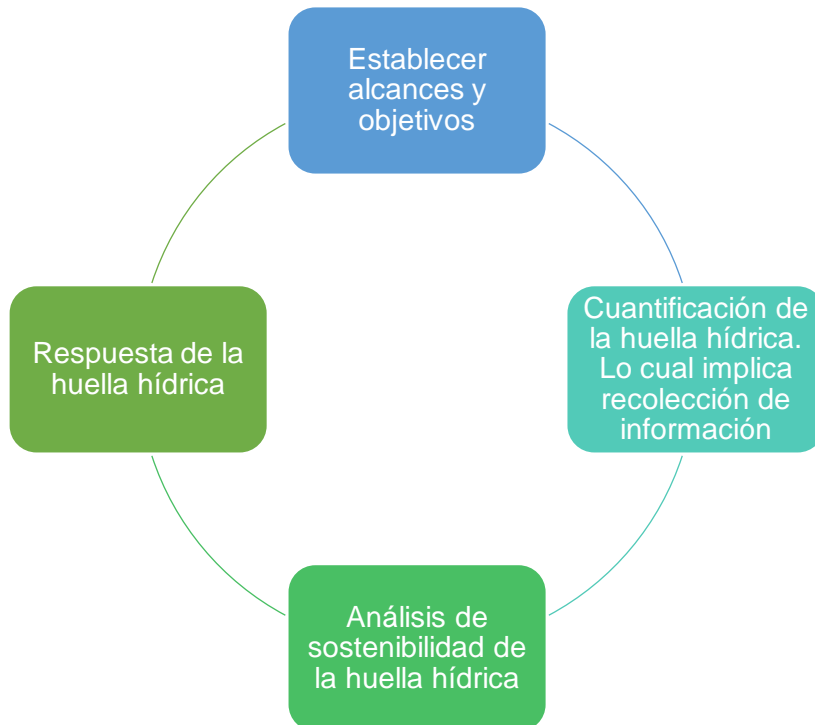 Establecer
alcances y
objetivos
Cuantificación de
la huella hídrica.
Lo cual implica
recolección de
información
Análisis de
sostenibilidad de
la huella hídrica
Respuesta de la
huella hídrica